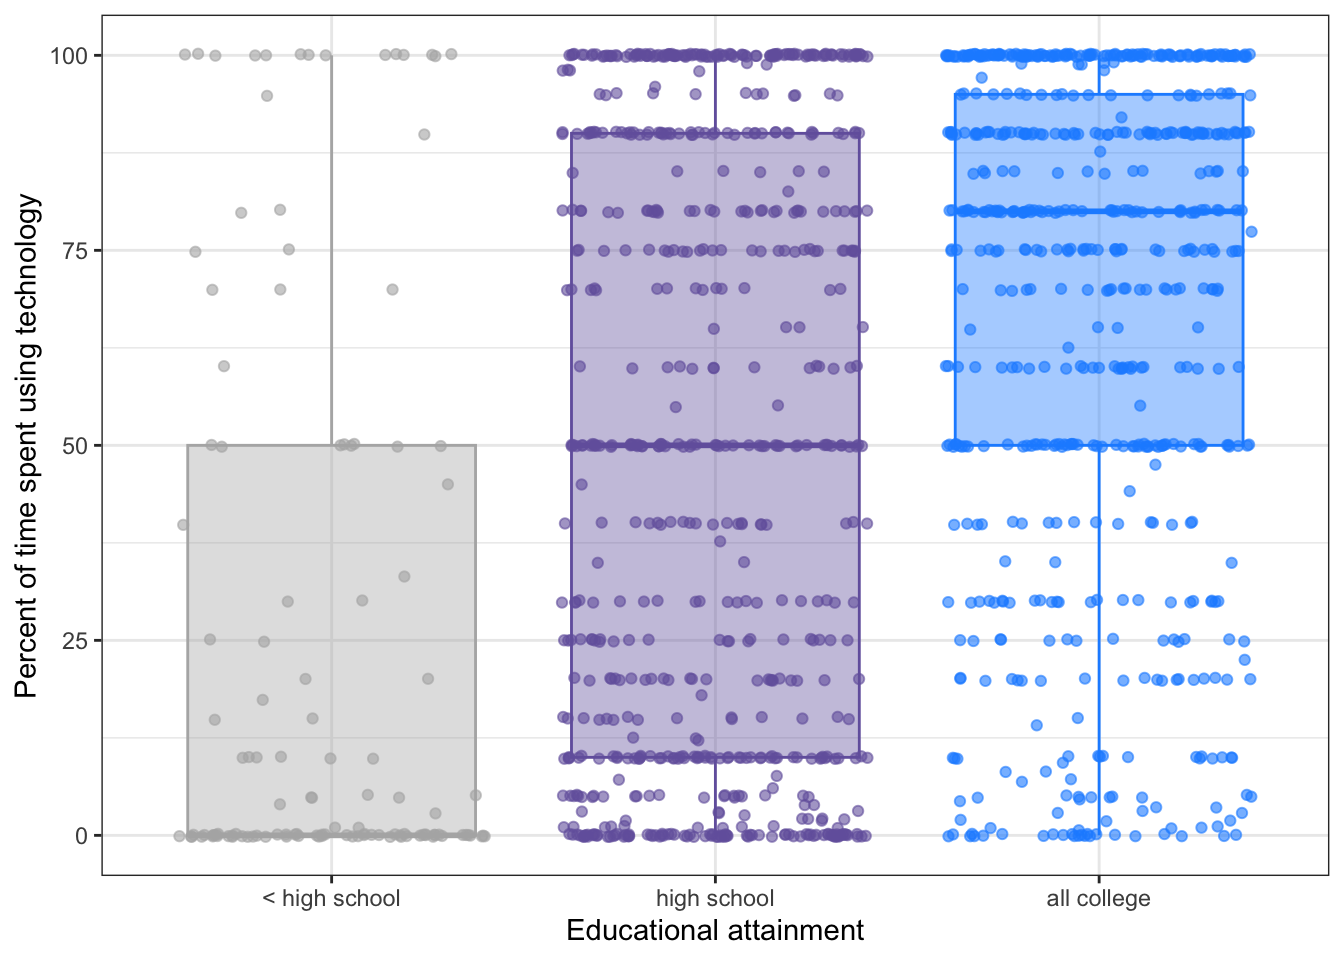 Percent of time spent using technology
100
75
50
25
0
< high school
high school
all college
Educational attainment